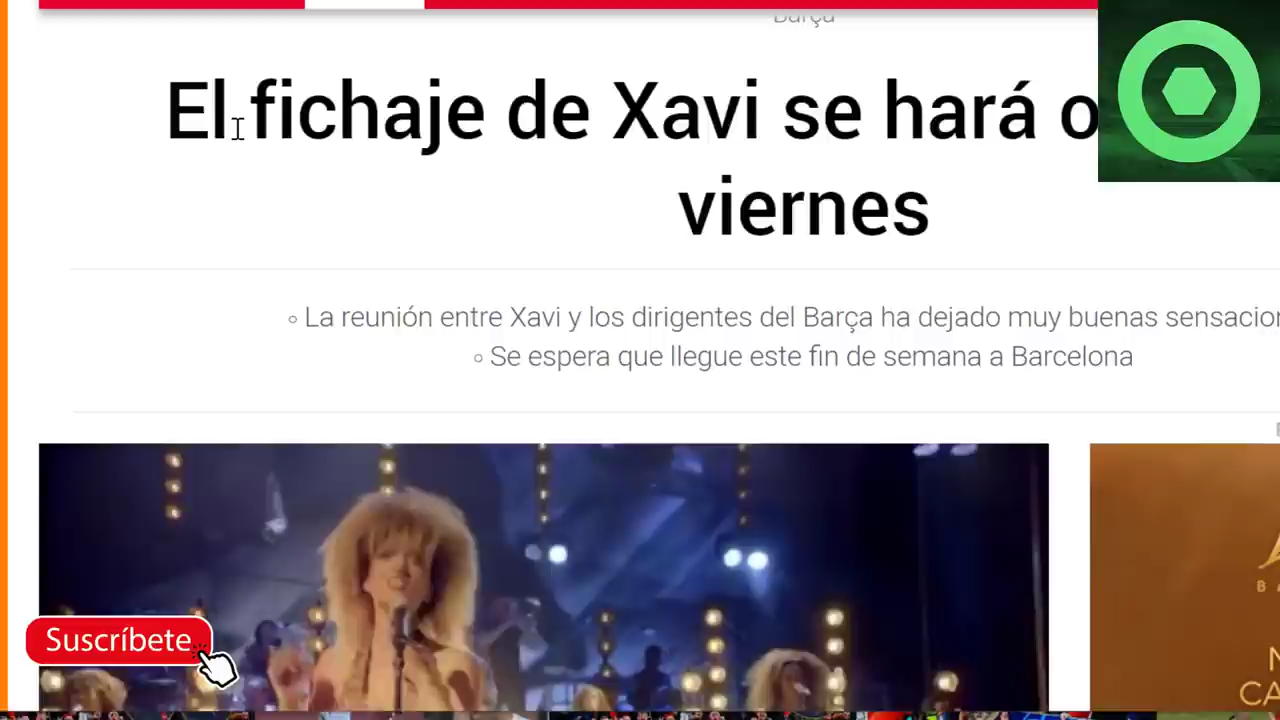 Barça
El fichaje de Xavi se hará o
viernes
◦ La reunión entre Xavi y los dirigentes del Barça ha dejado muy buenas sensacion
◦ Se espera que llegue este fin de semana a Barcelona
Suscríbete